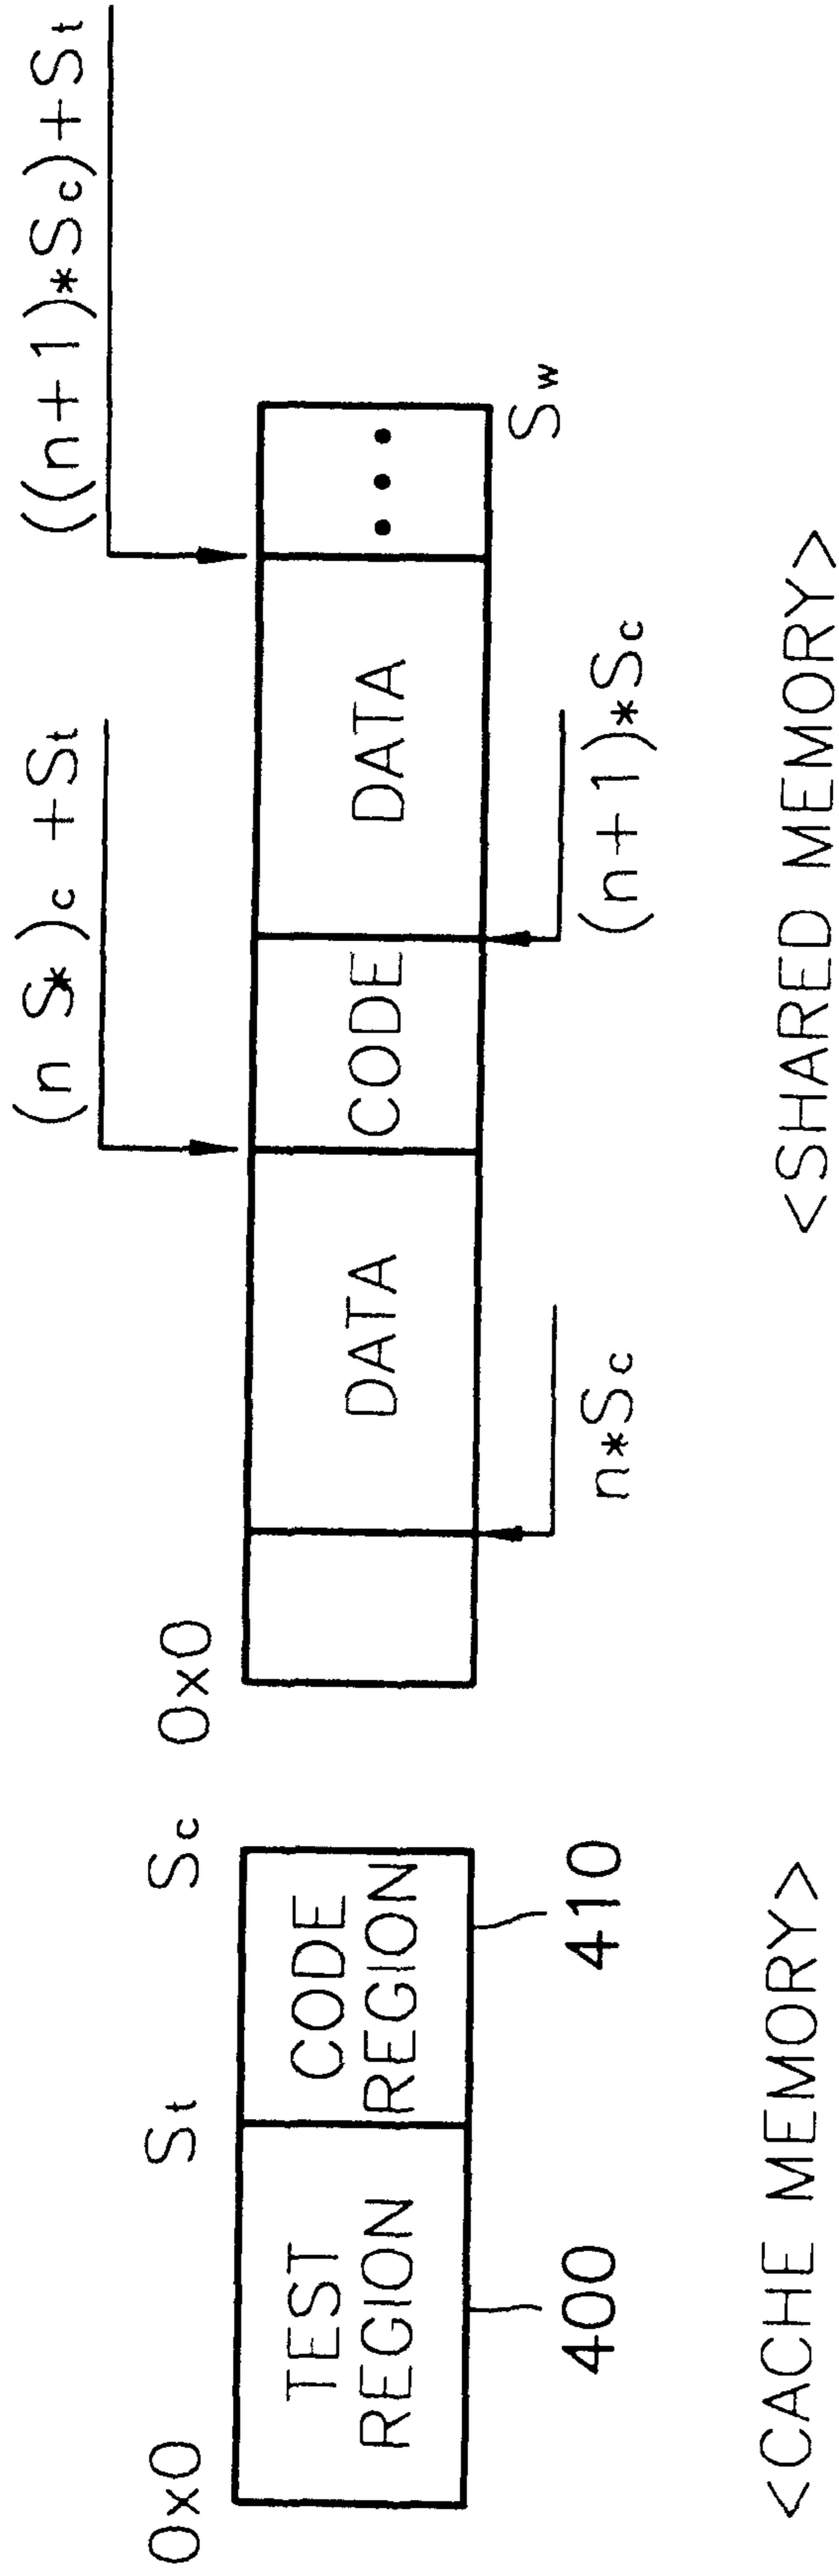 0x0
St
Sc
TEST
REGION
CODE
REGION
400
410
<CACHE MEMORY>
(n S*)c +St
((n+1)*Sc)+St
0x0
DATA
CODE
DATA
...
Sw
n*Sc
(n+1)*Sc
<SHARED MEMORY>